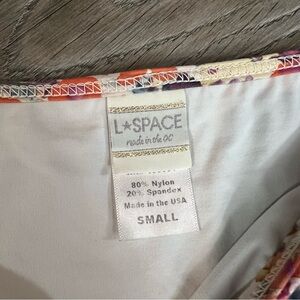 L★SPACE
made in the OC
80% Nylon
20% Spandex
Made in the USA
SMALL